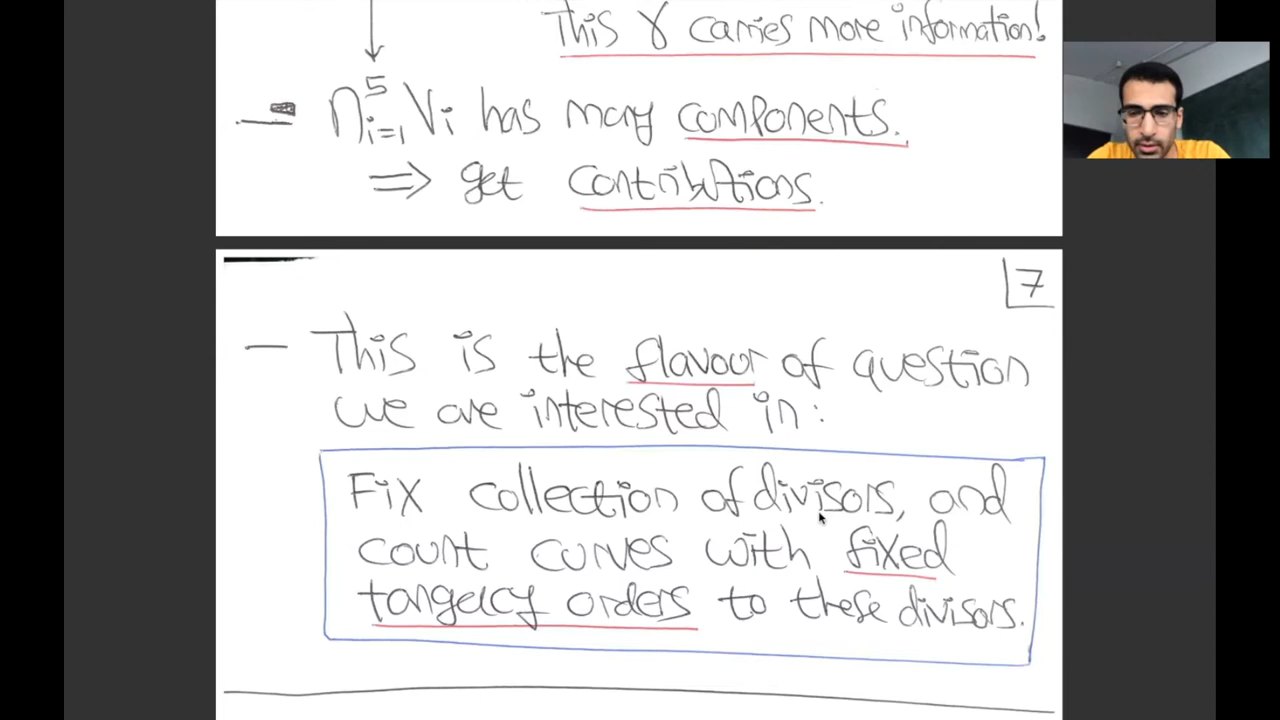 This γ carries more information!
- ∩⁵ᵢ₌₁ Vᵢ has many components.
⇒ get contributions.
7
- This is the flavour of question
we are interested in:
Fix collection of divisors, and
count curves with fixed
tangecy orders to these divisors.